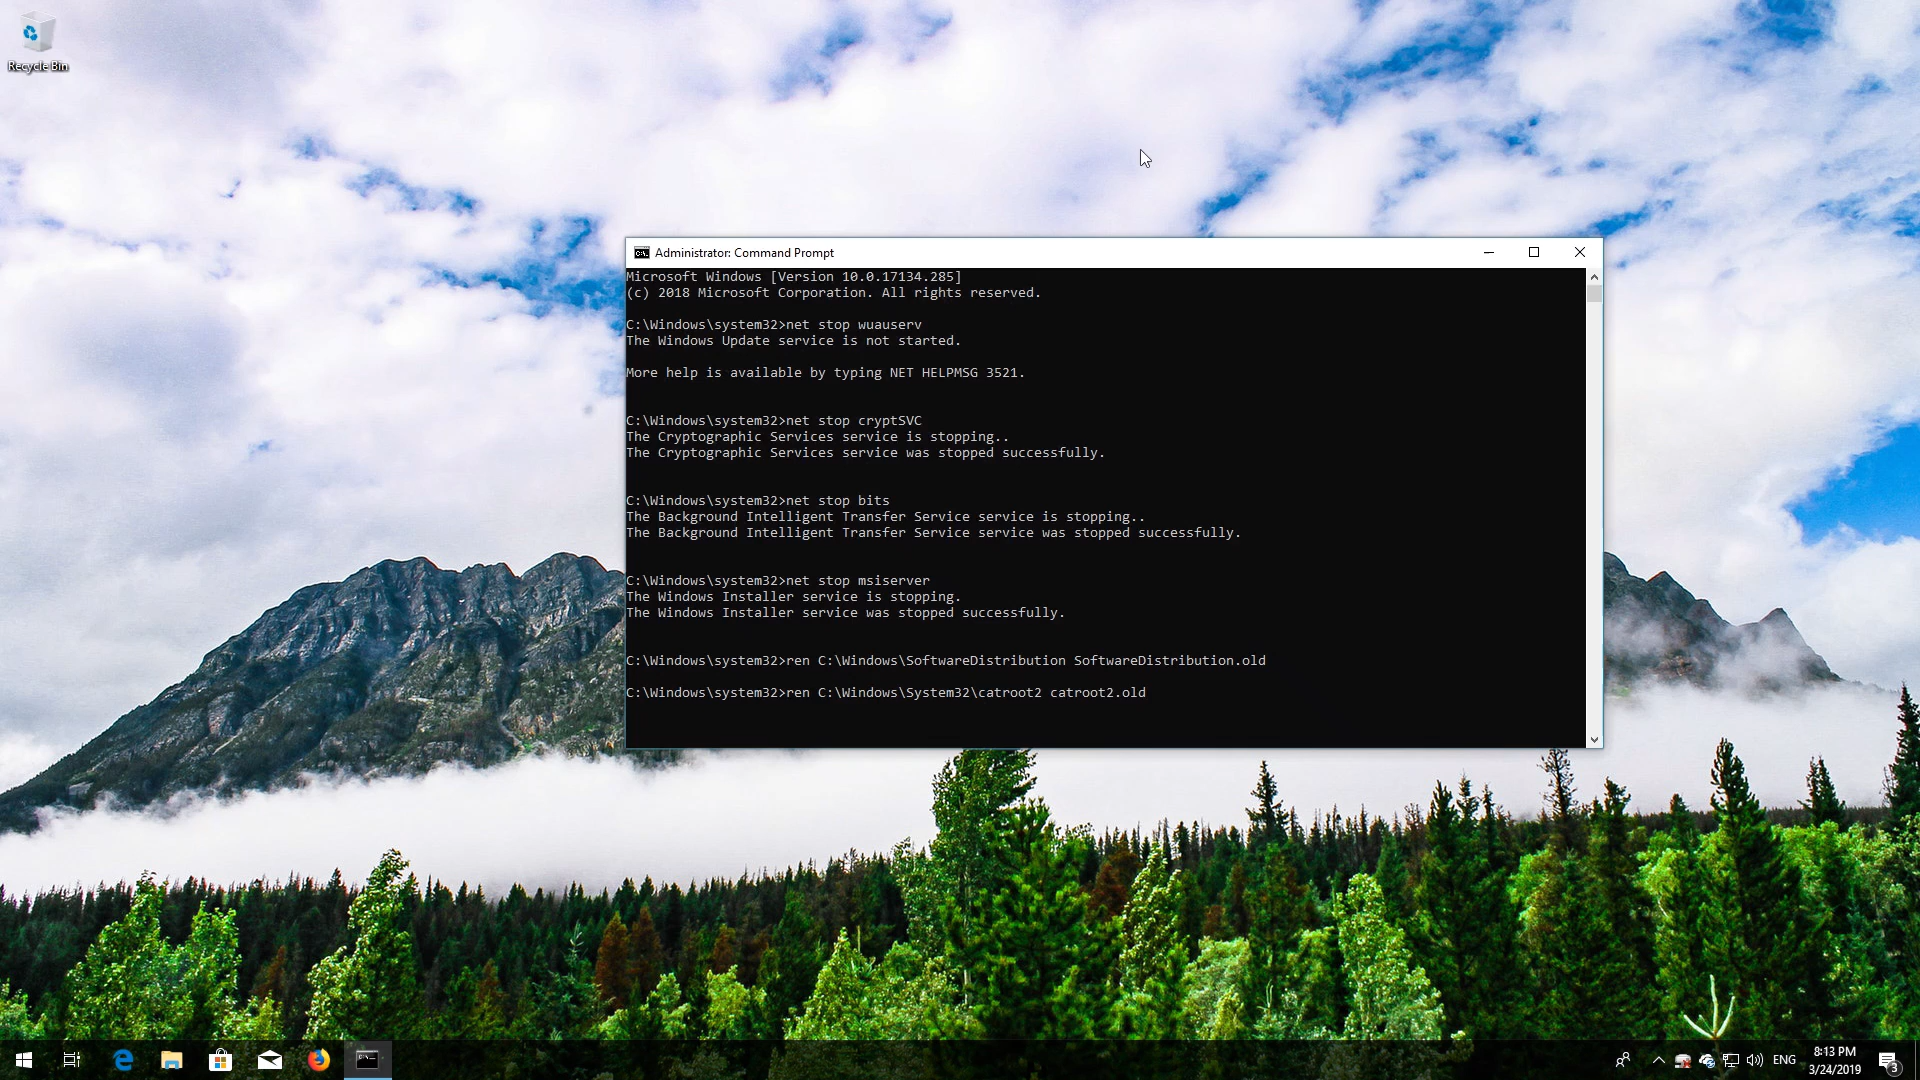 Recycle Bin
Administrator: Command Prompt
Microsoft Windows [Version 10.0.17134.285]
(c) 2018 Microsoft Corporation. All rights reserved.
C:\Windows\system32>net stop wuauserv
The Windows Update service is not started.
More help is available by typing NET HELPMSG 3521.
C:\Windows\system32>net stop cryptSVC
The Cryptographic Services service is stopping..
The Cryptographic Services service was stopped successfully.
C:\Windows\system32>net stop bits
The Background Intelligent Transfer Service service is stopping..
The Background Intelligent Transfer Service service was stopped successfully.
C:\Windows\system32>net stop msiserver
The Windows Installer service is stopping.
The Windows Installer service was stopped successfully.
C:\Windows\system32>ren C:\Windows\SoftwareDistribution SoftwareDistribution.old
C:\Windows\system32>ren C:\Windows\System32\catroot2 catroot2.old
ENG
8:13 PM
3/24/2019
3